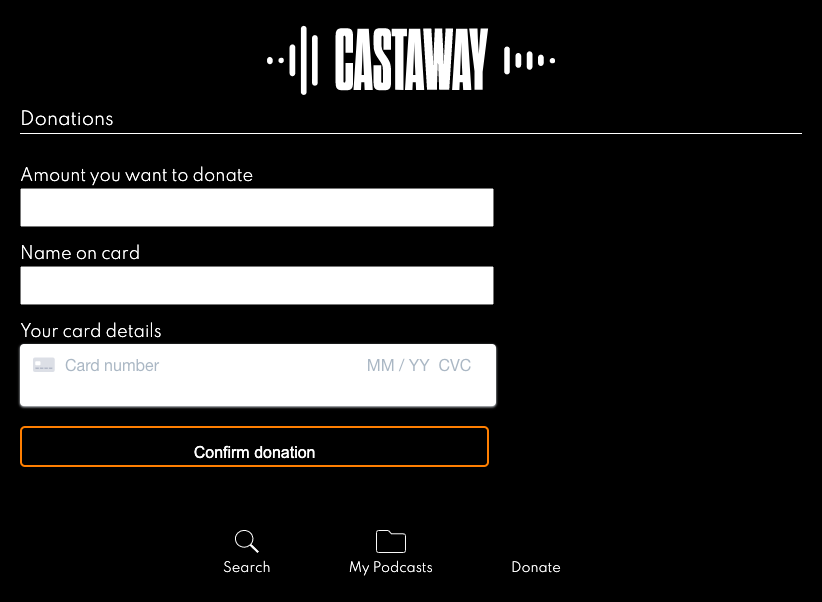 CASTAWAY
Donations
Amount you want to donate
Name on card
Your card details
Card number MM / YY CVC
Confirm donation
Search My Podcasts Donate